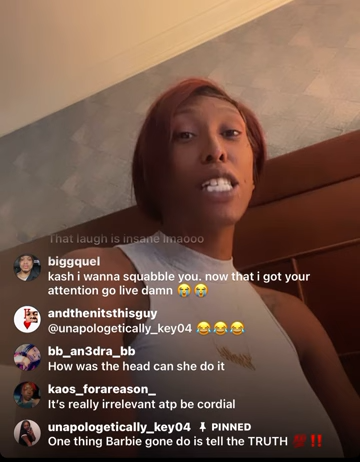 That laugh is insane lmaooo
biggquel
kash i wanna squabble you. now that i got your
attention go live damn 😭😭
andthenitsthisguy
@unapologetically_key04 😂😂😂
bb_an3dra_bb
How was the head can she do it
kaos_forareason_
It's really irrelevant atp be cordial
unapologetically_key04 📌 PINNED
One thing Barbie gone do is tell the TRUTH 💯‼️